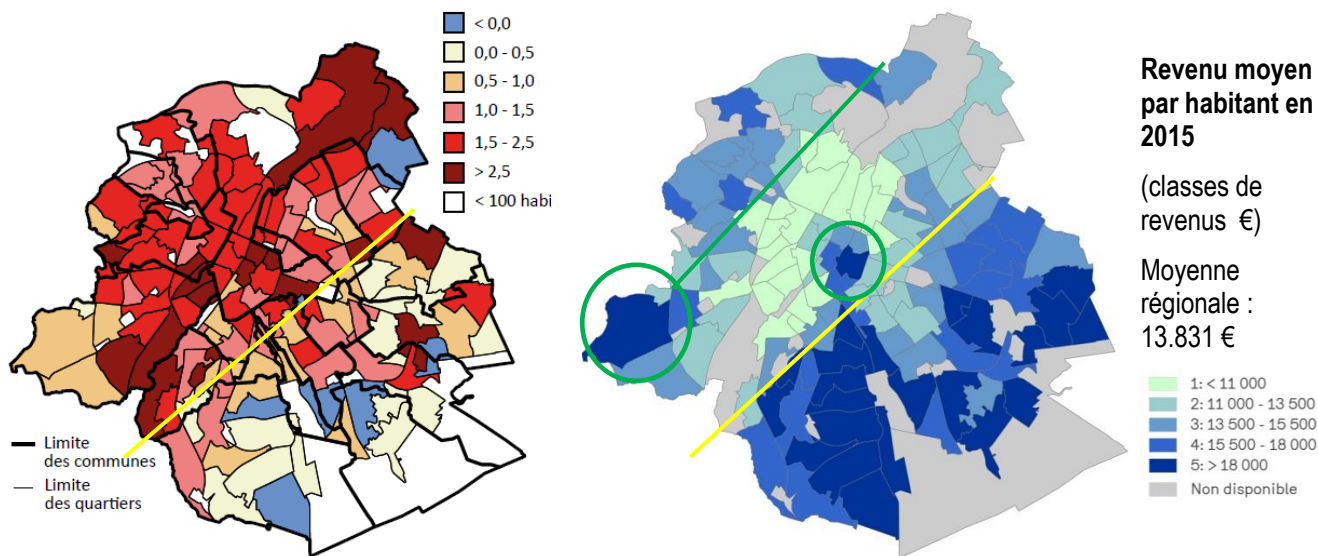 < 0,0
0,0 - 0,5
0,5 - 1,0
1,0 - 1,5
1,5 - 2,5
> 2,5
< 100 habi
Limite
des communes
Limite
des quartiers
Revenu moyen
par habitant en
2015
(classes de
revenus €)
Moyenne
régionale :
13.831 €
1: < 11 000
2: 11 000 - 13 500
3: 13 500 - 15 500
4: 15 500 - 18 000
5: > 18 000
Non disponible